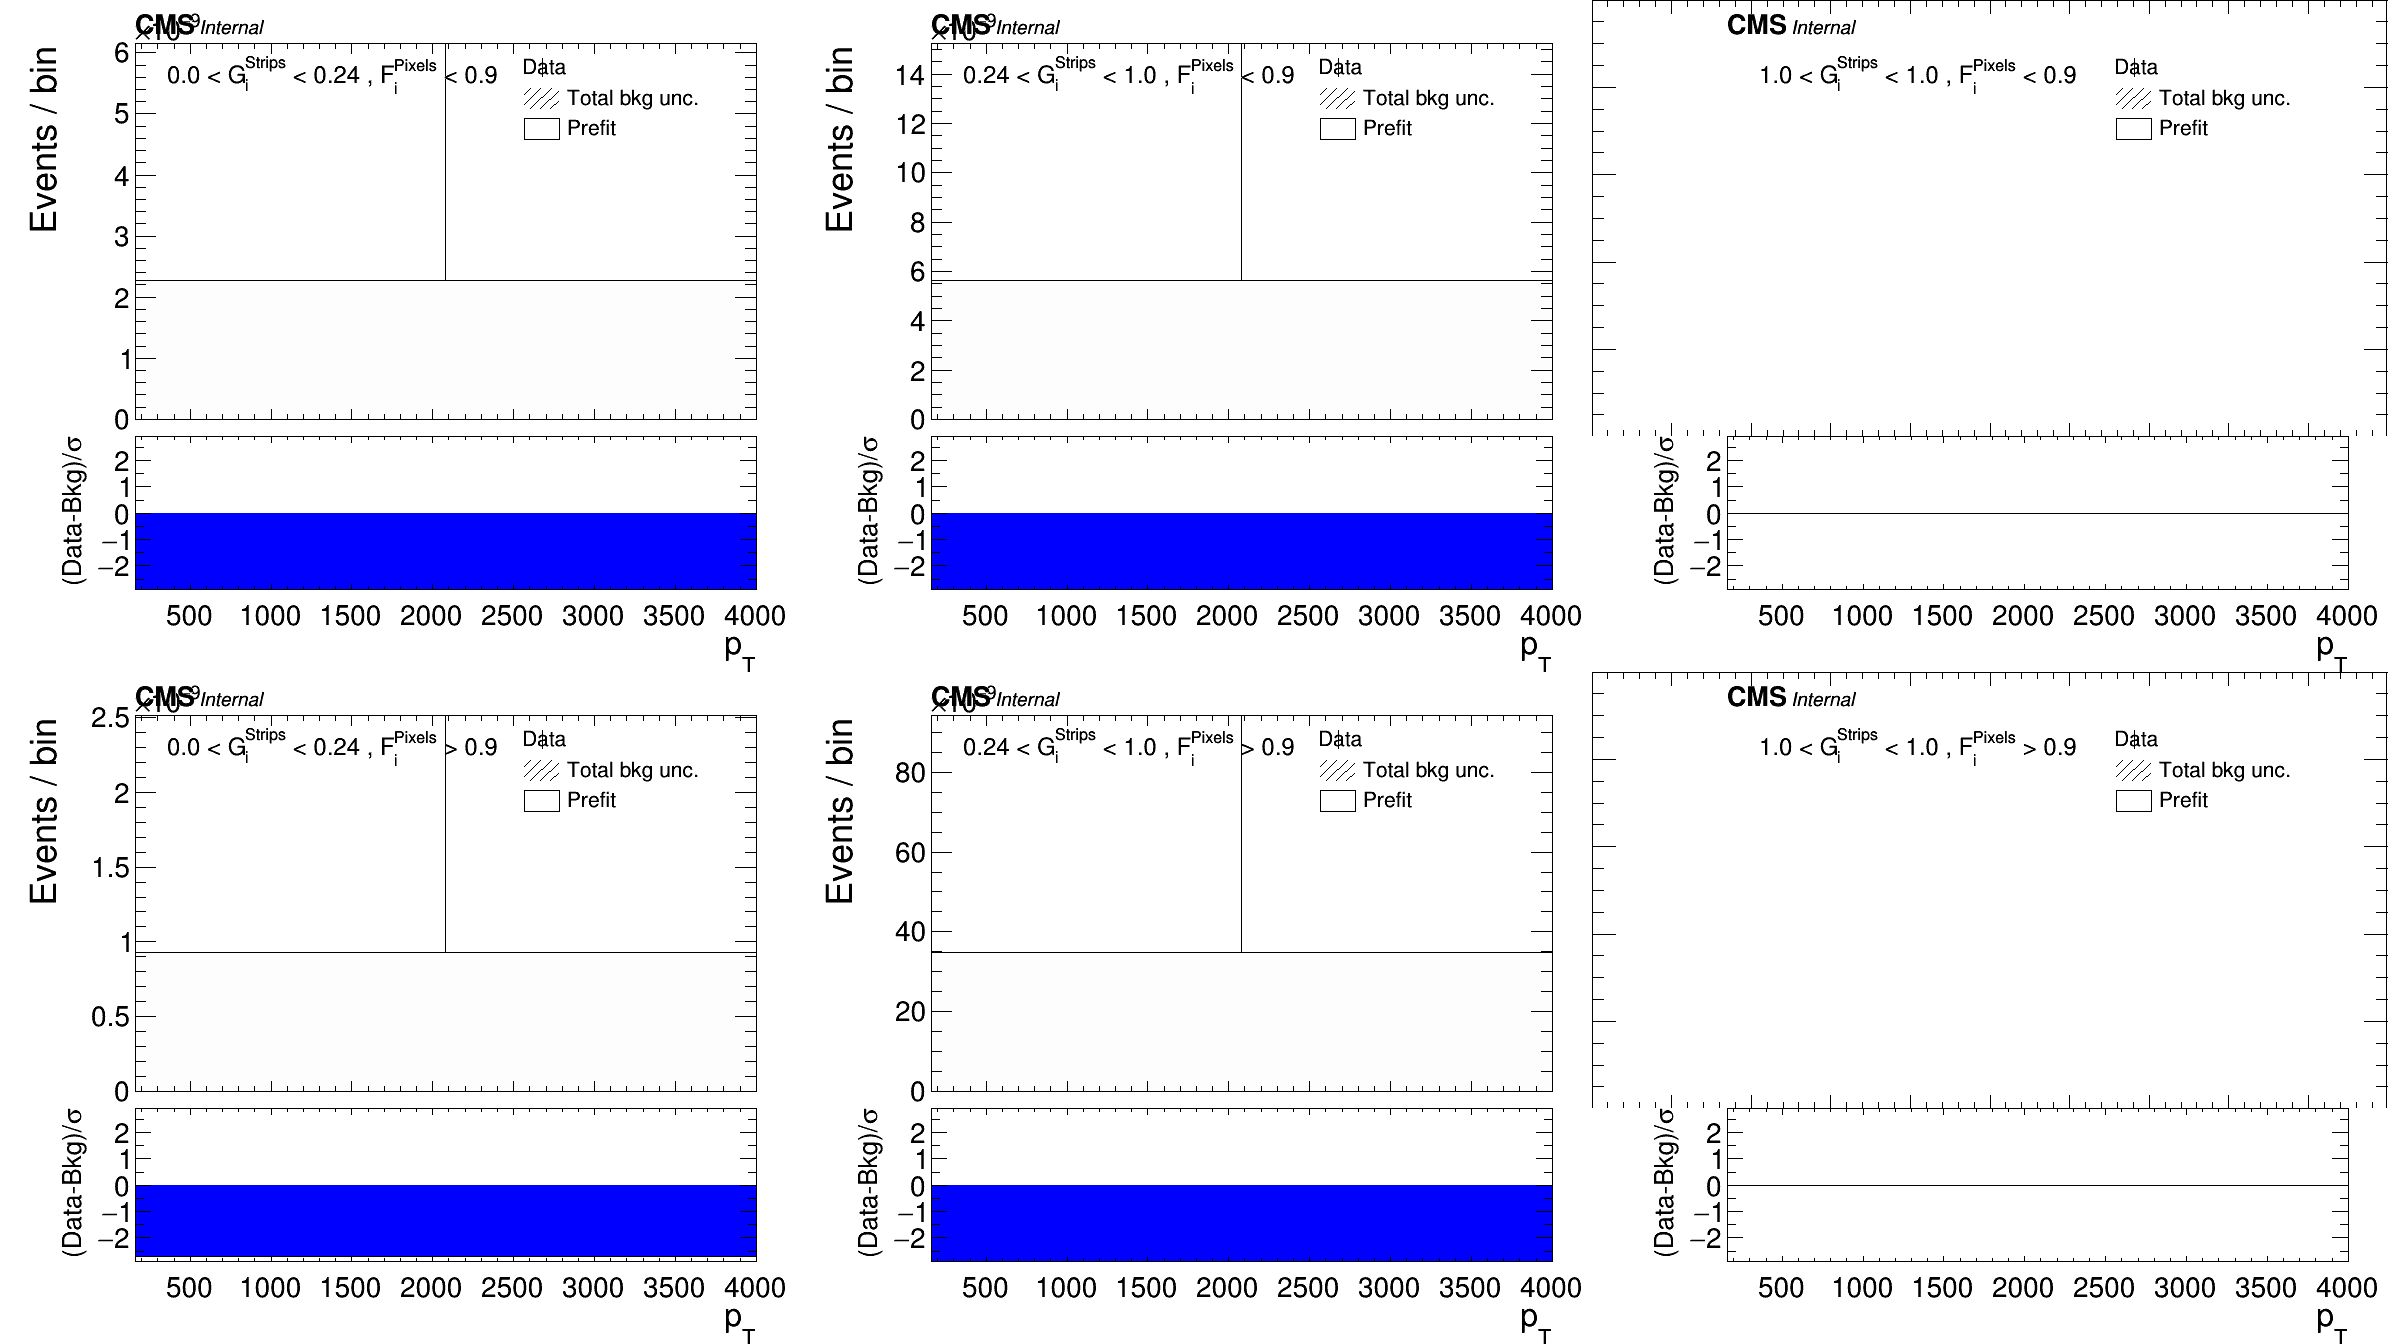 CMS Internal
0.0 < G_i^Strips < 0.24 , F_i^Pixels < 0.9
Data
Total bkg unc.
Prefit
Events / bin
6
5
4
3
2
1
0
(Data-Bkg)/σ
2
1
0
−1
−2
500 1000 1500 2000 2500 3000 3500 4000
p_T
CMS Internal
0.24 < G_i^Strips < 1.0 , F_i^Pixels < 0.9
Data
Total bkg unc.
Prefit
Events / bin
14
12
10
8
6
4
2
0
(Data-Bkg)/σ
2
1
0
−1
−2
500 1000 1500 2000 2500 3000 3500 4000
p_T
CMS Internal
1.0 < G_i^Strips < 1.0 , F_i^Pixels < 0.9
Data
Total bkg unc.
Prefit
(Data-Bkg)/σ
2
1
0
−1
−2
500 1000 1500 2000 2500 3000 3500 4000
p_T
CMS Internal
0.0 < G_i^Strips < 0.24 , F_i^Pixels > 0.9
Data
Total bkg unc.
Prefit
Events / bin
2.5
2
1.5
1
0.5
0
(Data-Bkg)/σ
2
1
0
−1
−2
500 1000 1500 2000 2500 3000 3500 4000
p_T
CMS Internal
0.24 < G_i^Strips < 1.0 , F_i^Pixels > 0.9
Data
Total bkg unc.
Prefit
Events / bin
80
60
40
20
0
(Data-Bkg)/σ
2
1
0
−1
−2
500 1000 1500 2000 2500 3000 3500 4000
p_T
CMS Internal
1.0 < G_i^Strips < 1.0 , F_i^Pixels > 0.9
Data
Total bkg unc.
Prefit
(Data-Bkg)/σ
2
1
0
−1
−2
500 1000 1500 2000 2500 3000 3500 4000
p_T